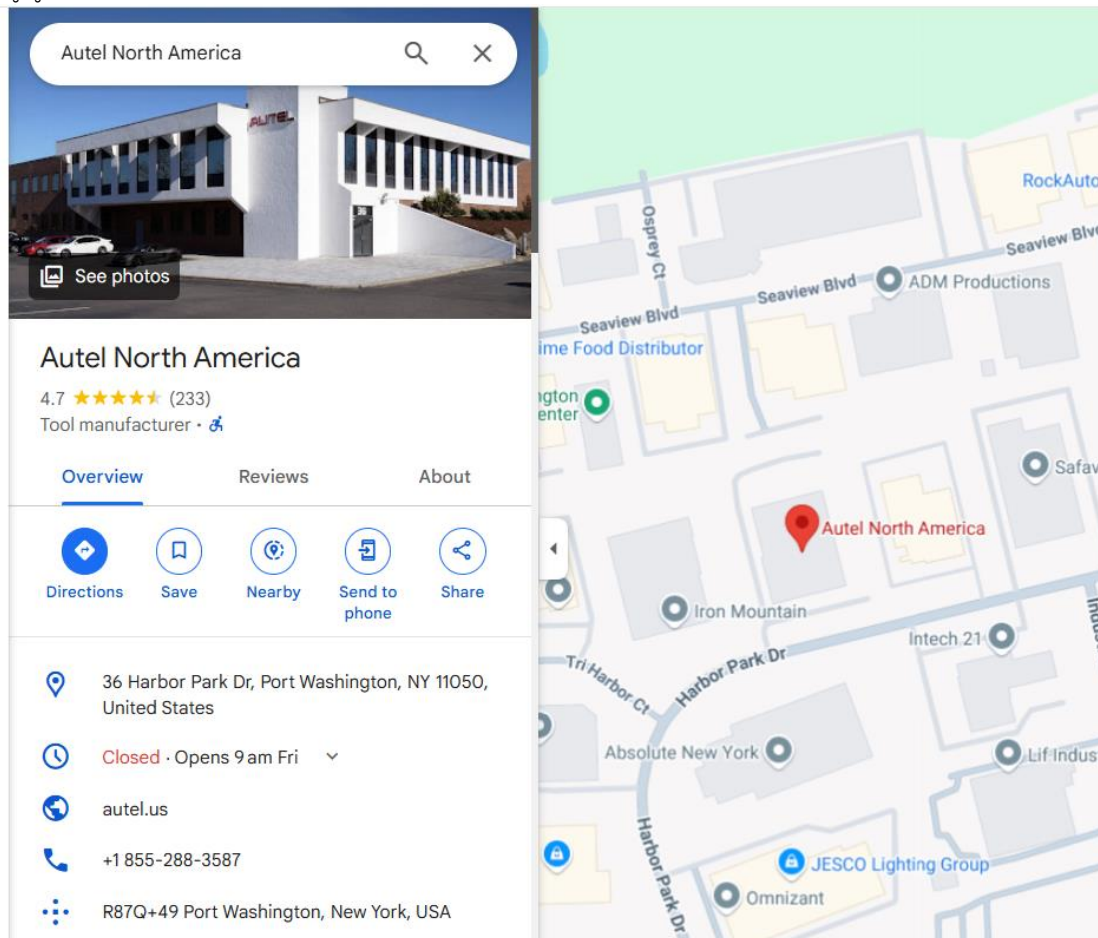 Autel North America
AUTEL
36
See photos
Autel North America
4.7 (233)
Tool manufacturer ·
Overview
Reviews
About
Directions
Save
Nearby
Send to
phone
Share
36 Harbor Park Dr, Port Washington, NY 11050,
United States
Closed · Opens 9 am Fri
autel.us
+1 855-288-3587
R87Q+49 Port Washington, New York, USA
RockAuto
Osprey Ct
Seaview Blvd
Seaview Blvd
ADM Productions
Seaview Blvd
ime Food Distributor
gton
enter
Safav
Autel North America
Iron Mountain
Intech 21
Indus
Tri Harbor Ct
Harbor Park Dr
Absolute New York
Lif Indus
Harbor Park Dr
JESCO Lighting Group
Omnizant